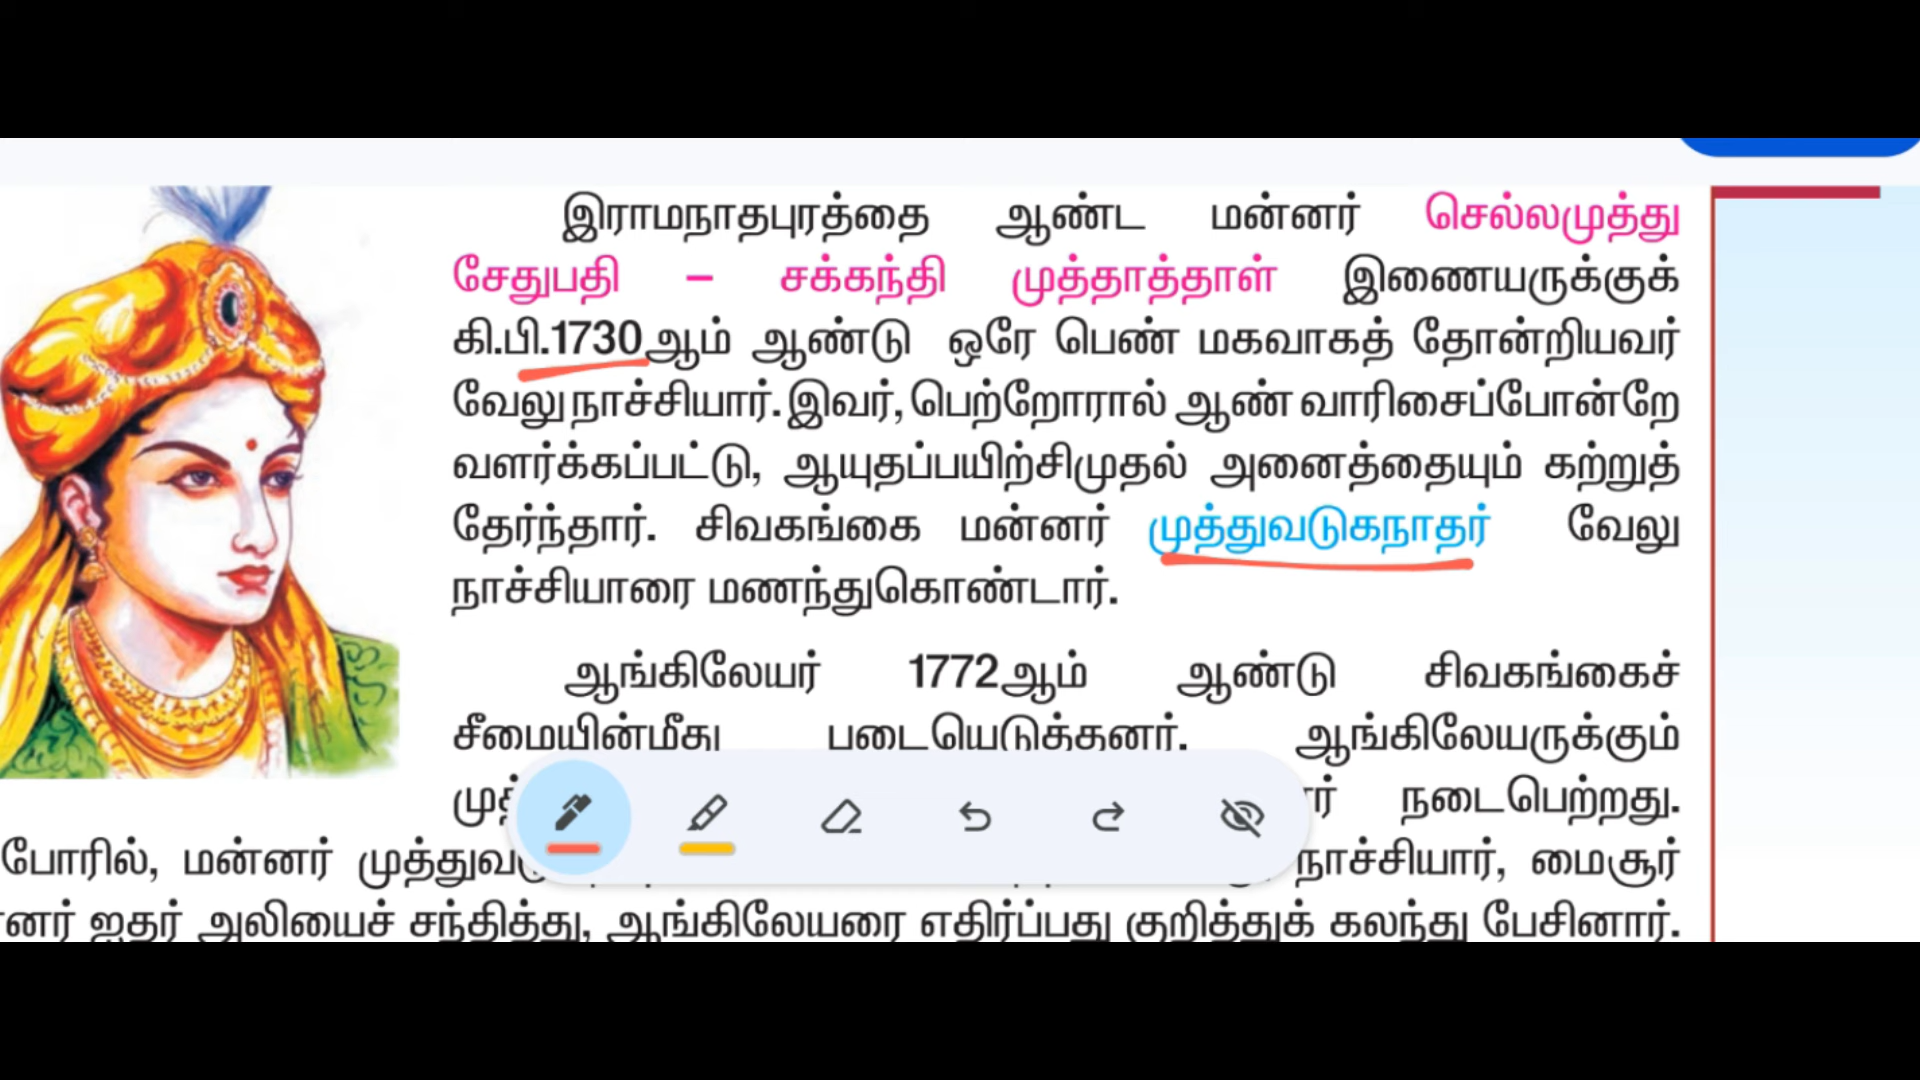 இராமநாதபுரத்தை ஆண்ட மன்னர் செல்லமுத்து
சேதுபதி – சக்கந்தி முத்தாத்தாள் இணையருக்குக்
கி.பி.1730ஆம் ஆண்டு ஒரே பெண் மகவாகத் தோன்றியவர்
வேலுநாச்சியார். இவர், பெற்றோரால் ஆண் வாரிசைப்போன்றே
வளர்க்கப்பட்டு, ஆயுதப்பயிற்சிமுதல் அனைத்தையும் கற்றுத்
தேர்ந்தார். சிவகங்கை மன்னர் முத்துவடுகநாதர் வேலு
நாச்சியாரை மணந்துகொண்டார்.
ஆங்கிலேயர் 1772ஆம் ஆண்டு சிவகங்கைச்
சீமையின்மீது படையெடுத்தனர். ஆங்கிலேயருக்கும்
நடைபெற்றது.
போரில், மன்னர் நாச்சியார், மைசூர்
ஐதர் அலியைச் சந்தித்து, ஆங்கிலேயரை எதிர்ப்பது குறித்துக் கலந்து பேசினார்.